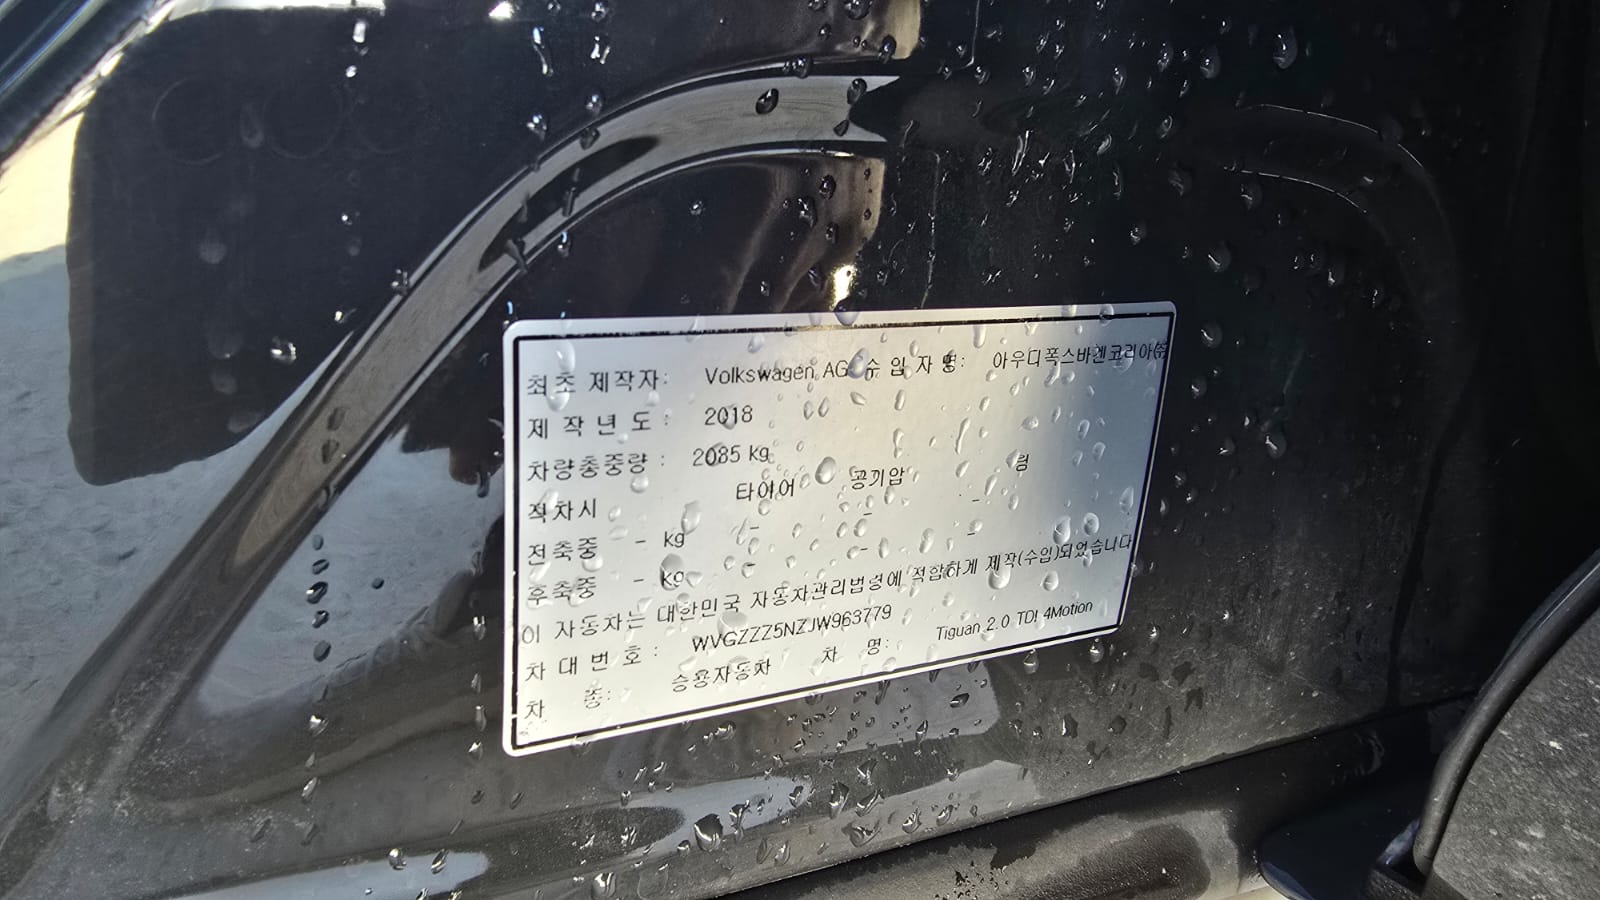 최초 제작자: Volkswagen AG 수 입 자 명: 아우디폭스바겐코리아㈜
제 작 년 도 : 2018
차량총중량 : 2085 kg
적차시 타이어 공기압 림
전축중 - kg - - -
후축중 - kg - - -
이 자동차는 대한민국 자동차관리법령에 적합하게 제작(수입)되었습니다
차 대 번 호 : WVGZZZ5NZJW963779
차 종: 승용자동차 차 명: Tiguan 2.0 TDI 4Motion